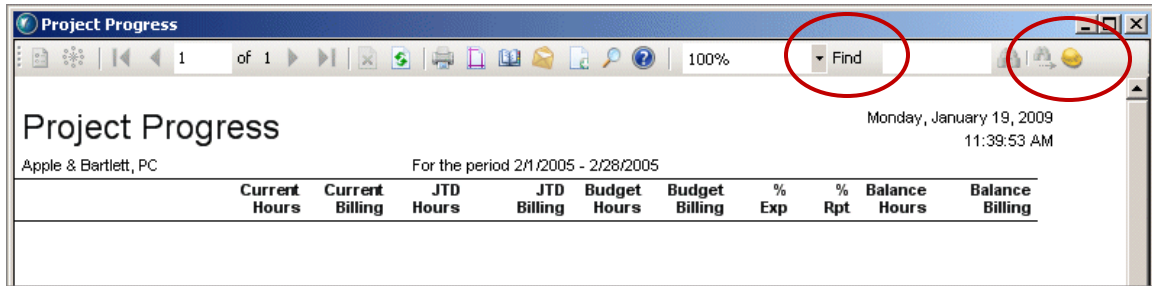 Project Progress
1 of 1 100% Find
Project Progress
Monday, January 19, 2009
11:39:53 AM
Apple & Bartlett, PC For the period 2/1/2005 - 2/28/2005
Current Current JTD JTD Budget Budget % % Balance Balance
Hours Billing Hours Billing Hours Billing Exp Rpt Hours Billing